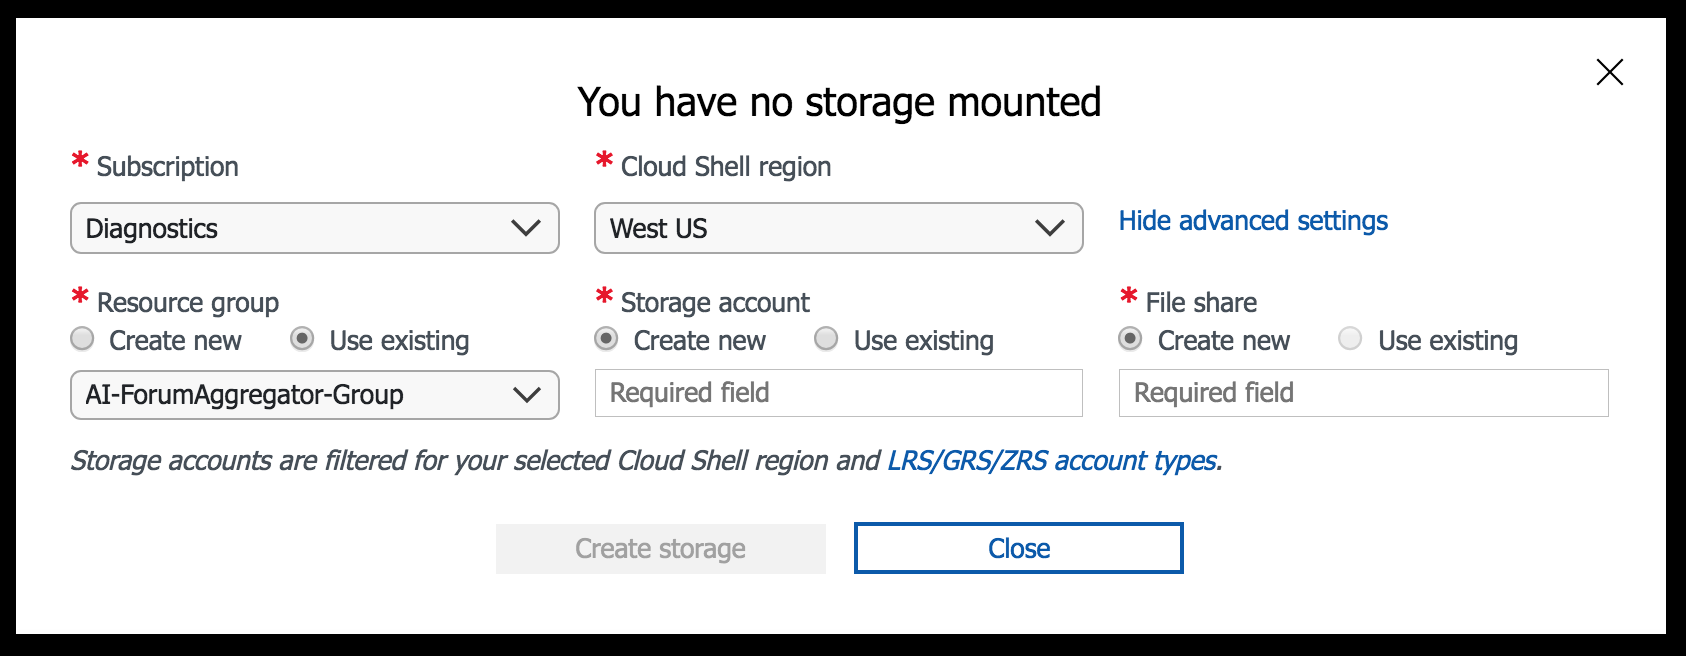 You have no storage mounted
* Subscription
* Cloud Shell region
Diagnostics
West US
Hide advanced settings
* Resource group
* Storage account
* File share
Create new Use existing
Create new Use existing
Create new Use existing
AI-ForumAggregator-Group
Required field
Required field
Storage accounts are filtered for your selected Cloud Shell region and LRS/GRS/ZRS account types.
Create storage
Close